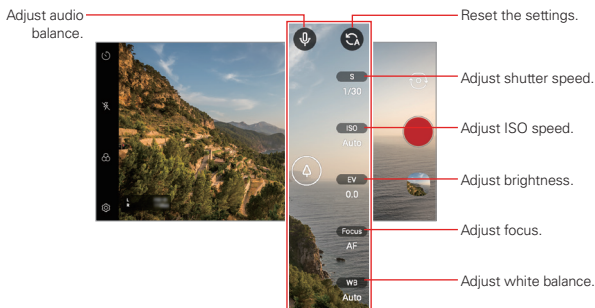 Adjust audio
balance.
Reset the settings.
A
S
1/30
Adjust shutter speed.
ISO
Auto
Adjust ISO speed.
EV
0.0
Adjust brightness.
Focus
AF
Adjust focus.
WB
Auto
Adjust white balance.
L
R